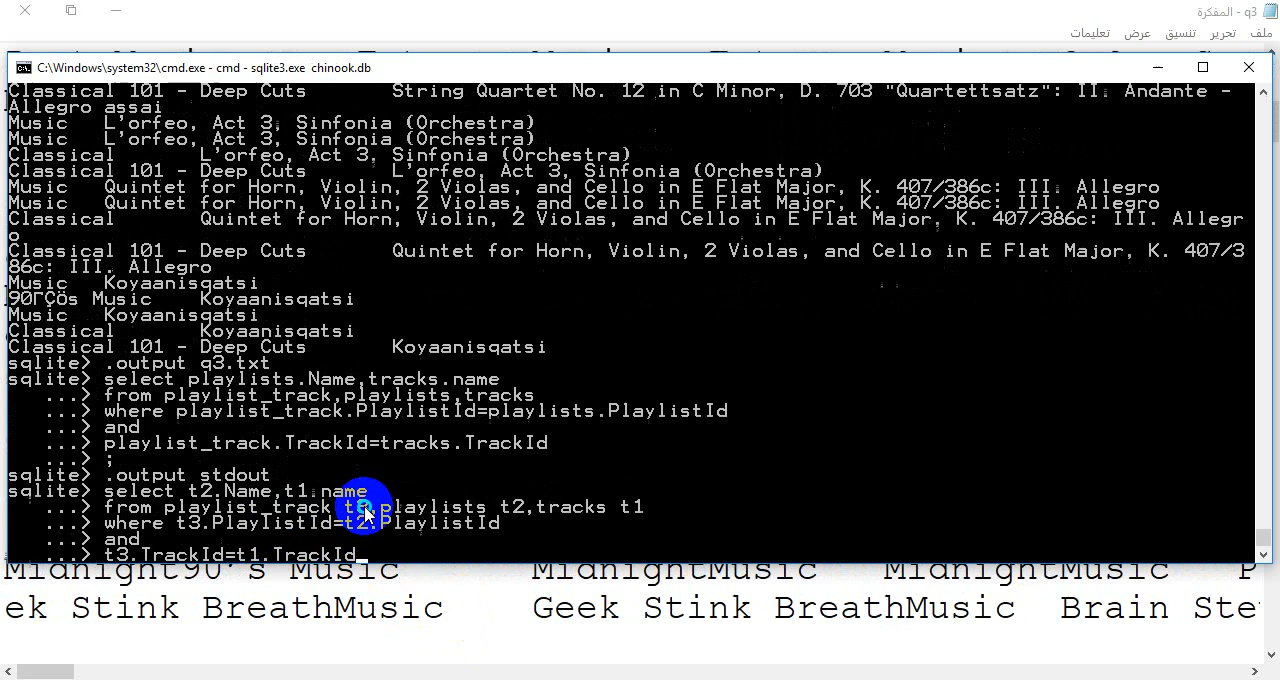 q3 - المفكرة
ملف تحرير تنسيق عرض تعليمات
C:\Windows\system32\cmd.exe - cmd - sqlite3.exe chinook.db
Classical 101 - Deep Cuts String Quartet No. 12 in C Minor, D. 703 "Quartettsatz": II. Andante -
Allegro assai
Music L'orfeo, Act 3, Sinfonia (Orchestra)
Music L'orfeo, Act 3, Sinfonia (Orchestra)
Classical L'orfeo, Act 3, Sinfonia (Orchestra)
Classical 101 - Deep Cuts L'orfeo, Act 3, Sinfonia (Orchestra)
Music Quintet for Horn, Violin, 2 Violas, and Cello in E Flat Major, K. 407/386c: III. Allegro
Music Quintet for Horn, Violin, 2 Violas, and Cello in E Flat Major, K. 407/386c: III. Allegro
Classical Quintet for Horn, Violin, 2 Violas, and Cello in E Flat Major, K. 407/386c: III. Allegr
o
Classical 101 - Deep Cuts Quintet for Horn, Violin, 2 Violas, and Cello in E Flat Major, K. 407/3
86c: III. Allegro
Music Koyaanisqatsi
90ΓÇÖs Music Koyaanisqatsi
Music Koyaanisqatsi
Classical Koyaanisqatsi
Classical 101 - Deep Cuts Koyaanisqatsi
sqlite> .output q3.txt
sqlite> select playlists.Name,tracks.name
...> from playlist_track,playlists,tracks
...> where playlist_track.PlaylistId=playlists.PlaylistId
...> and
...> playlist_track.TrackId=tracks.TrackId
...> ;
sqlite> .output stdout
sqlite> select t2.Name,t1.name
...> from playlist_track playlists t2,tracks t1
...> where t3.PlaylistId=t2.PlaylistId
...> and
...> t3.TrackId=t1.TrackId
Midnight90's Music MidnightMusic MidnightMusic P
ek Stink BreathMusic Geek Stink BreathMusic Brain Ste